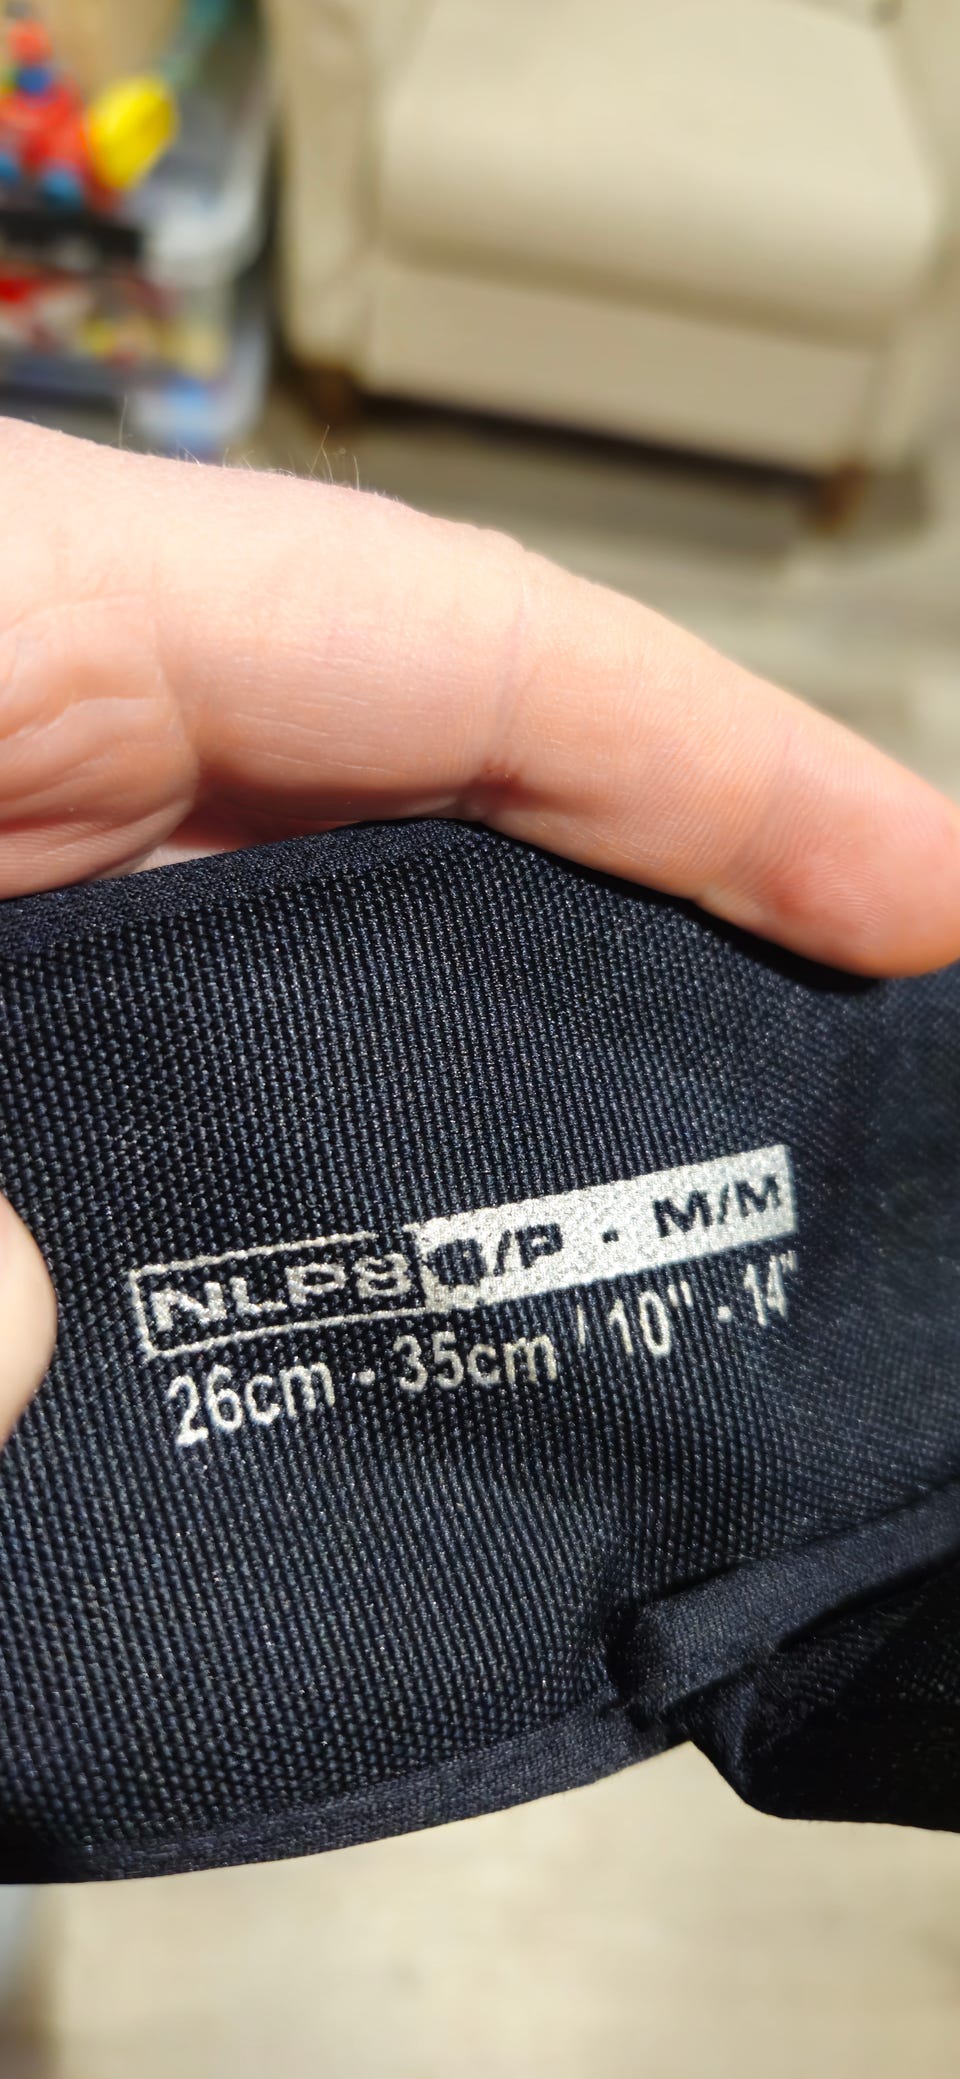 NLP8 /P • M/M
26cm - 35cm / 10" - 14"